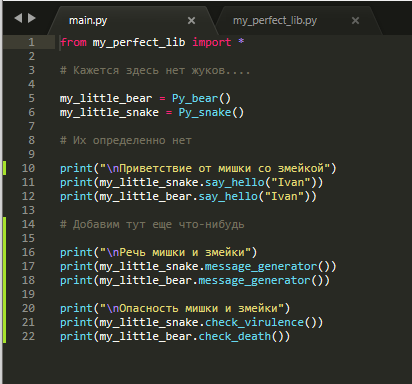 main.py × my_perfect_lib.py ×
1 from my_perfect_lib import *
2
3 # Кажется здесь нет жуков....
4
5 my_little_bear = Py_bear()
6 my_little_snake = Py_snake()
7
8 # Их определенно нет
9
10 print("\nПриветствие от мишки со змейкой")
11 print(my_little_snake.say_hello("Ivan"))
12 print(my_little_bear.say_hello("Ivan"))
13
14 # Добавим тут еще что-нибудь
15
16 print("\nРечь мишки и змейки")
17 print(my_little_snake.message_generator())
18 print(my_little_bear.message_generator())
19
20 print("\nОпасность мишки и змейки")
21 print(my_little_snake.check_virulence())
22 print(my_little_bear.check_death())